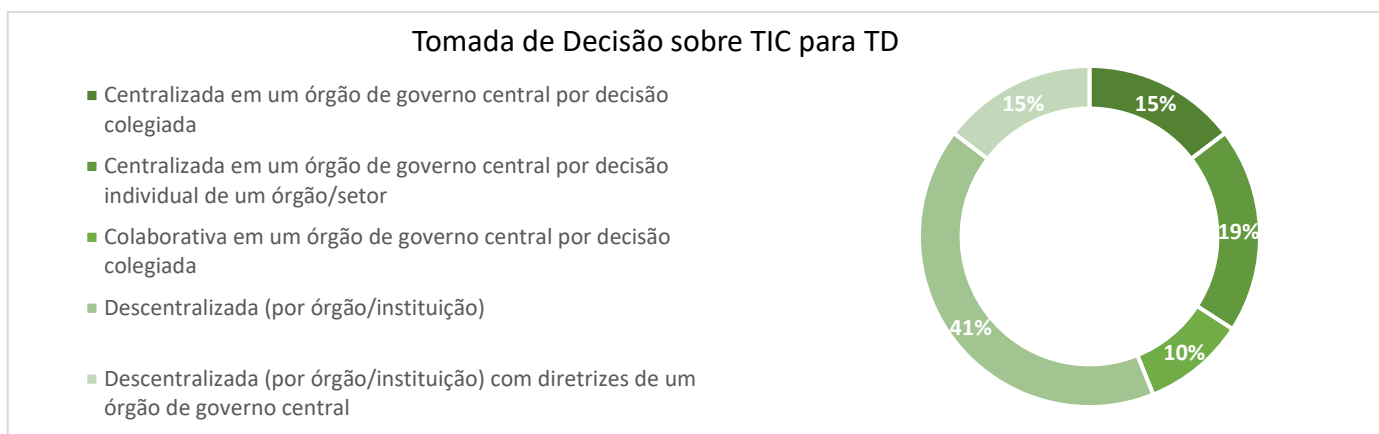 Tomada de Decisão sobre TIC para TD
Centralizada em um órgão de governo central por decisão
colegiada
Centralizada em um órgão de governo central por decisão
individual de um órgão/setor
Colaborativa em um órgão de governo central por decisão
colegiada
Descentralizada (por órgão/instituição)
Descentralizada (por órgão/instituição) com diretrizes de um
órgão de governo central
15%
15%
19%
41%
10%